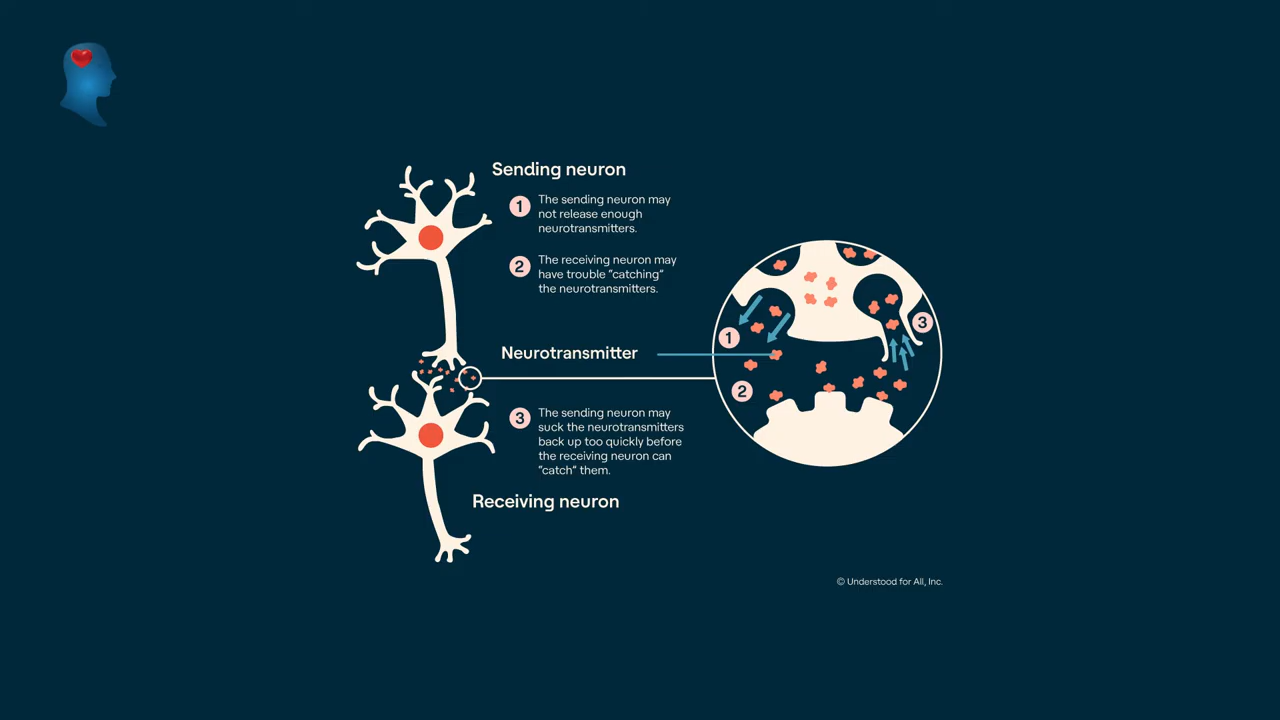 Sending neuron
1
The sending neuron may
not release enough
neurotransmitters.
2
The receiving neuron may
have trouble “catching”
the neurotransmitters.
Neurotransmitter
3
The sending neuron may
suck the neurotransmitters
back up too quickly before
the receiving neuron can
“catch” them.
Receiving neuron
1
2
3
© Understood for All, Inc.